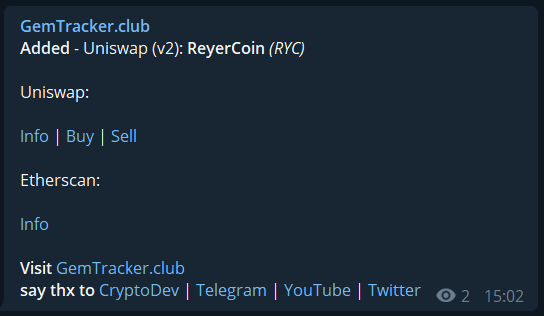 GemTracker.club
Added - Uniswap (v2): ReyerCoin (RYC)
Uniswap:
Info | Buy | Sell
Etherscan:
Info
Visit GemTracker.club
say thx to CryptoDev | Telegram | YouTube | Twitter 2 15:02